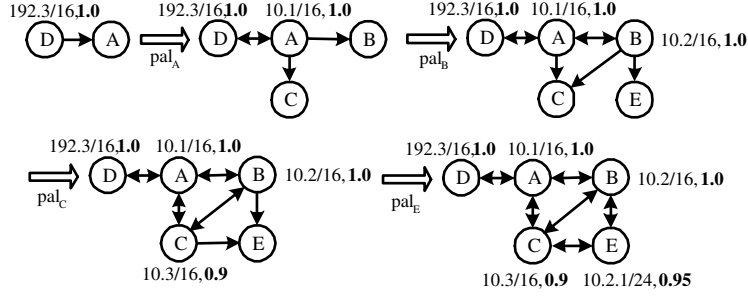 192.3/16,1.0
D
A
pal_A
192.3/16,1.0
10.1/16,1.0
D
A
B
C
pal_B
192.3/16,1.0
10.1/16,1.0
D
A
B
10.2/16,1.0
C
E
pal_C
192.3/16,1.0
10.1/16,1.0
D
A
B
10.2/16,1.0
C
E
10.3/16,0.9
pal_E
192.3/16,1.0
10.1/16,1.0
D
A
B
10.2/16,1.0
C
E
10.3/16,0.9
10.2.1/24,0.95